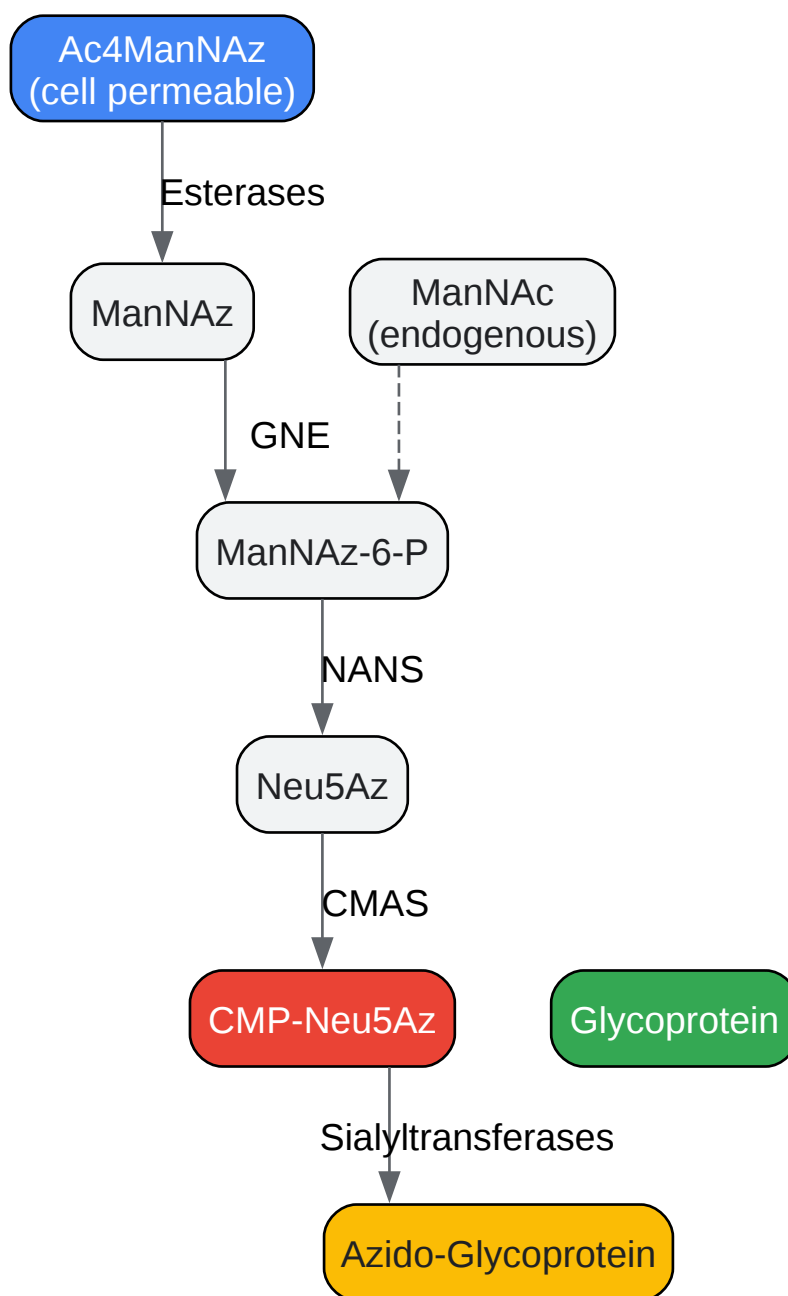 Ac4ManNAz
(cell permeable)
Esterases
ManNAz
ManNAc
(endogenous)
GNE
ManNAz-6-P
NANS
Neu5Az
CMAS
CMP-Neu5Az
Glycoprotein
Sialyltransferases
Azido-Glycoprotein